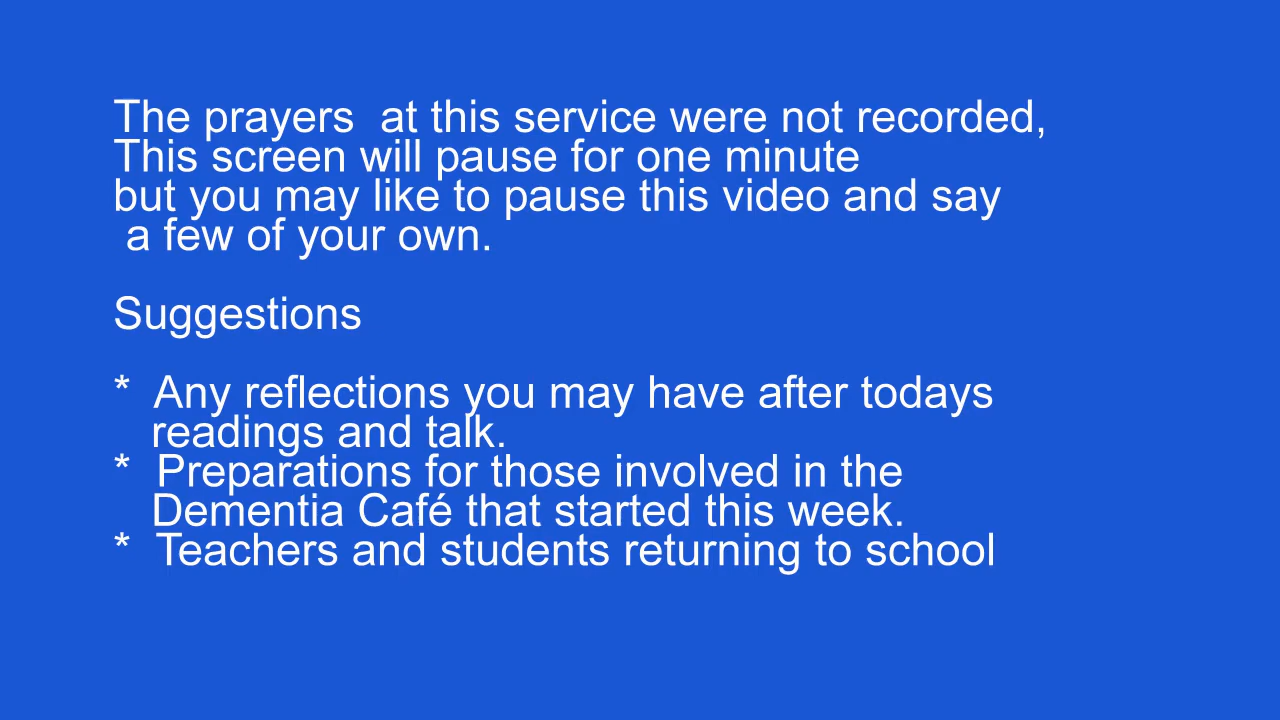 The prayers  at this service were not recorded,
This screen will pause for one minute
but you may like to pause this video and say
a few of your own.
Suggestions
*  Any reflections you may have after todays
readings and talk.
*  Preparations for those involved in the
Dementia Café that started this week.
*  Teachers and students returning to school